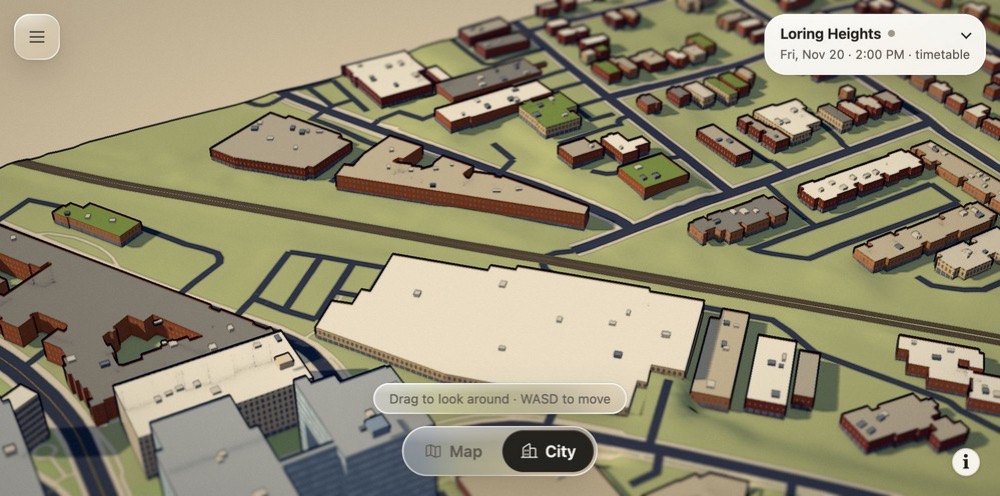 Loring Heights
Fri, Nov 20 · 2:00 PM · timetable
Drag to look around · WASD to move
Map
City
i